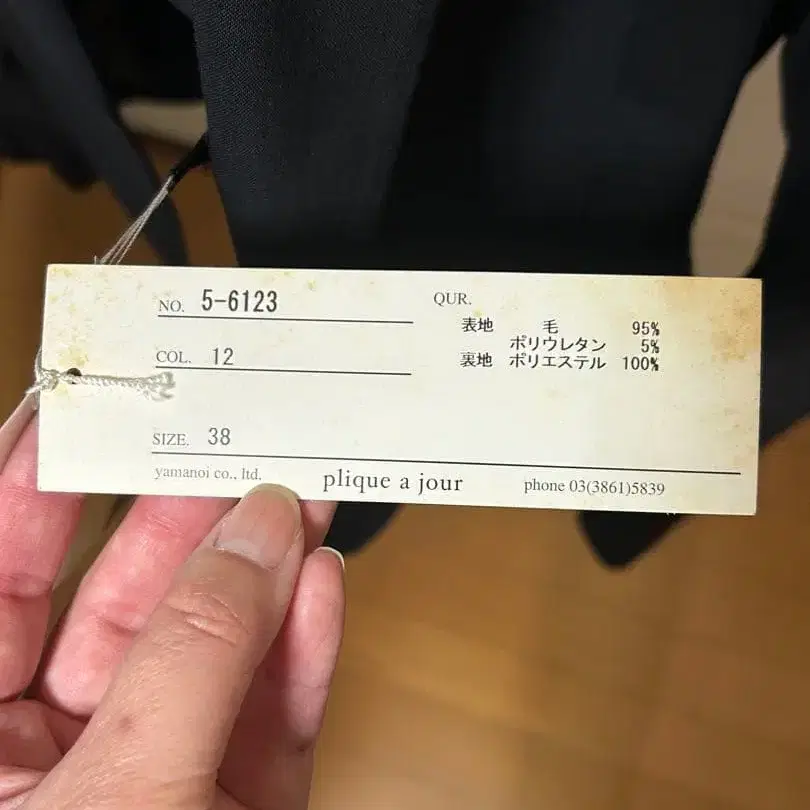 NO. 5-6123
COL. 12
SIZE. 38
QUR.
表地 毛 95%
ポリウレタン 5%
裏地 ポリエステル 100%
yamanoi co., ltd. plique a jour phone 03(3861)5839